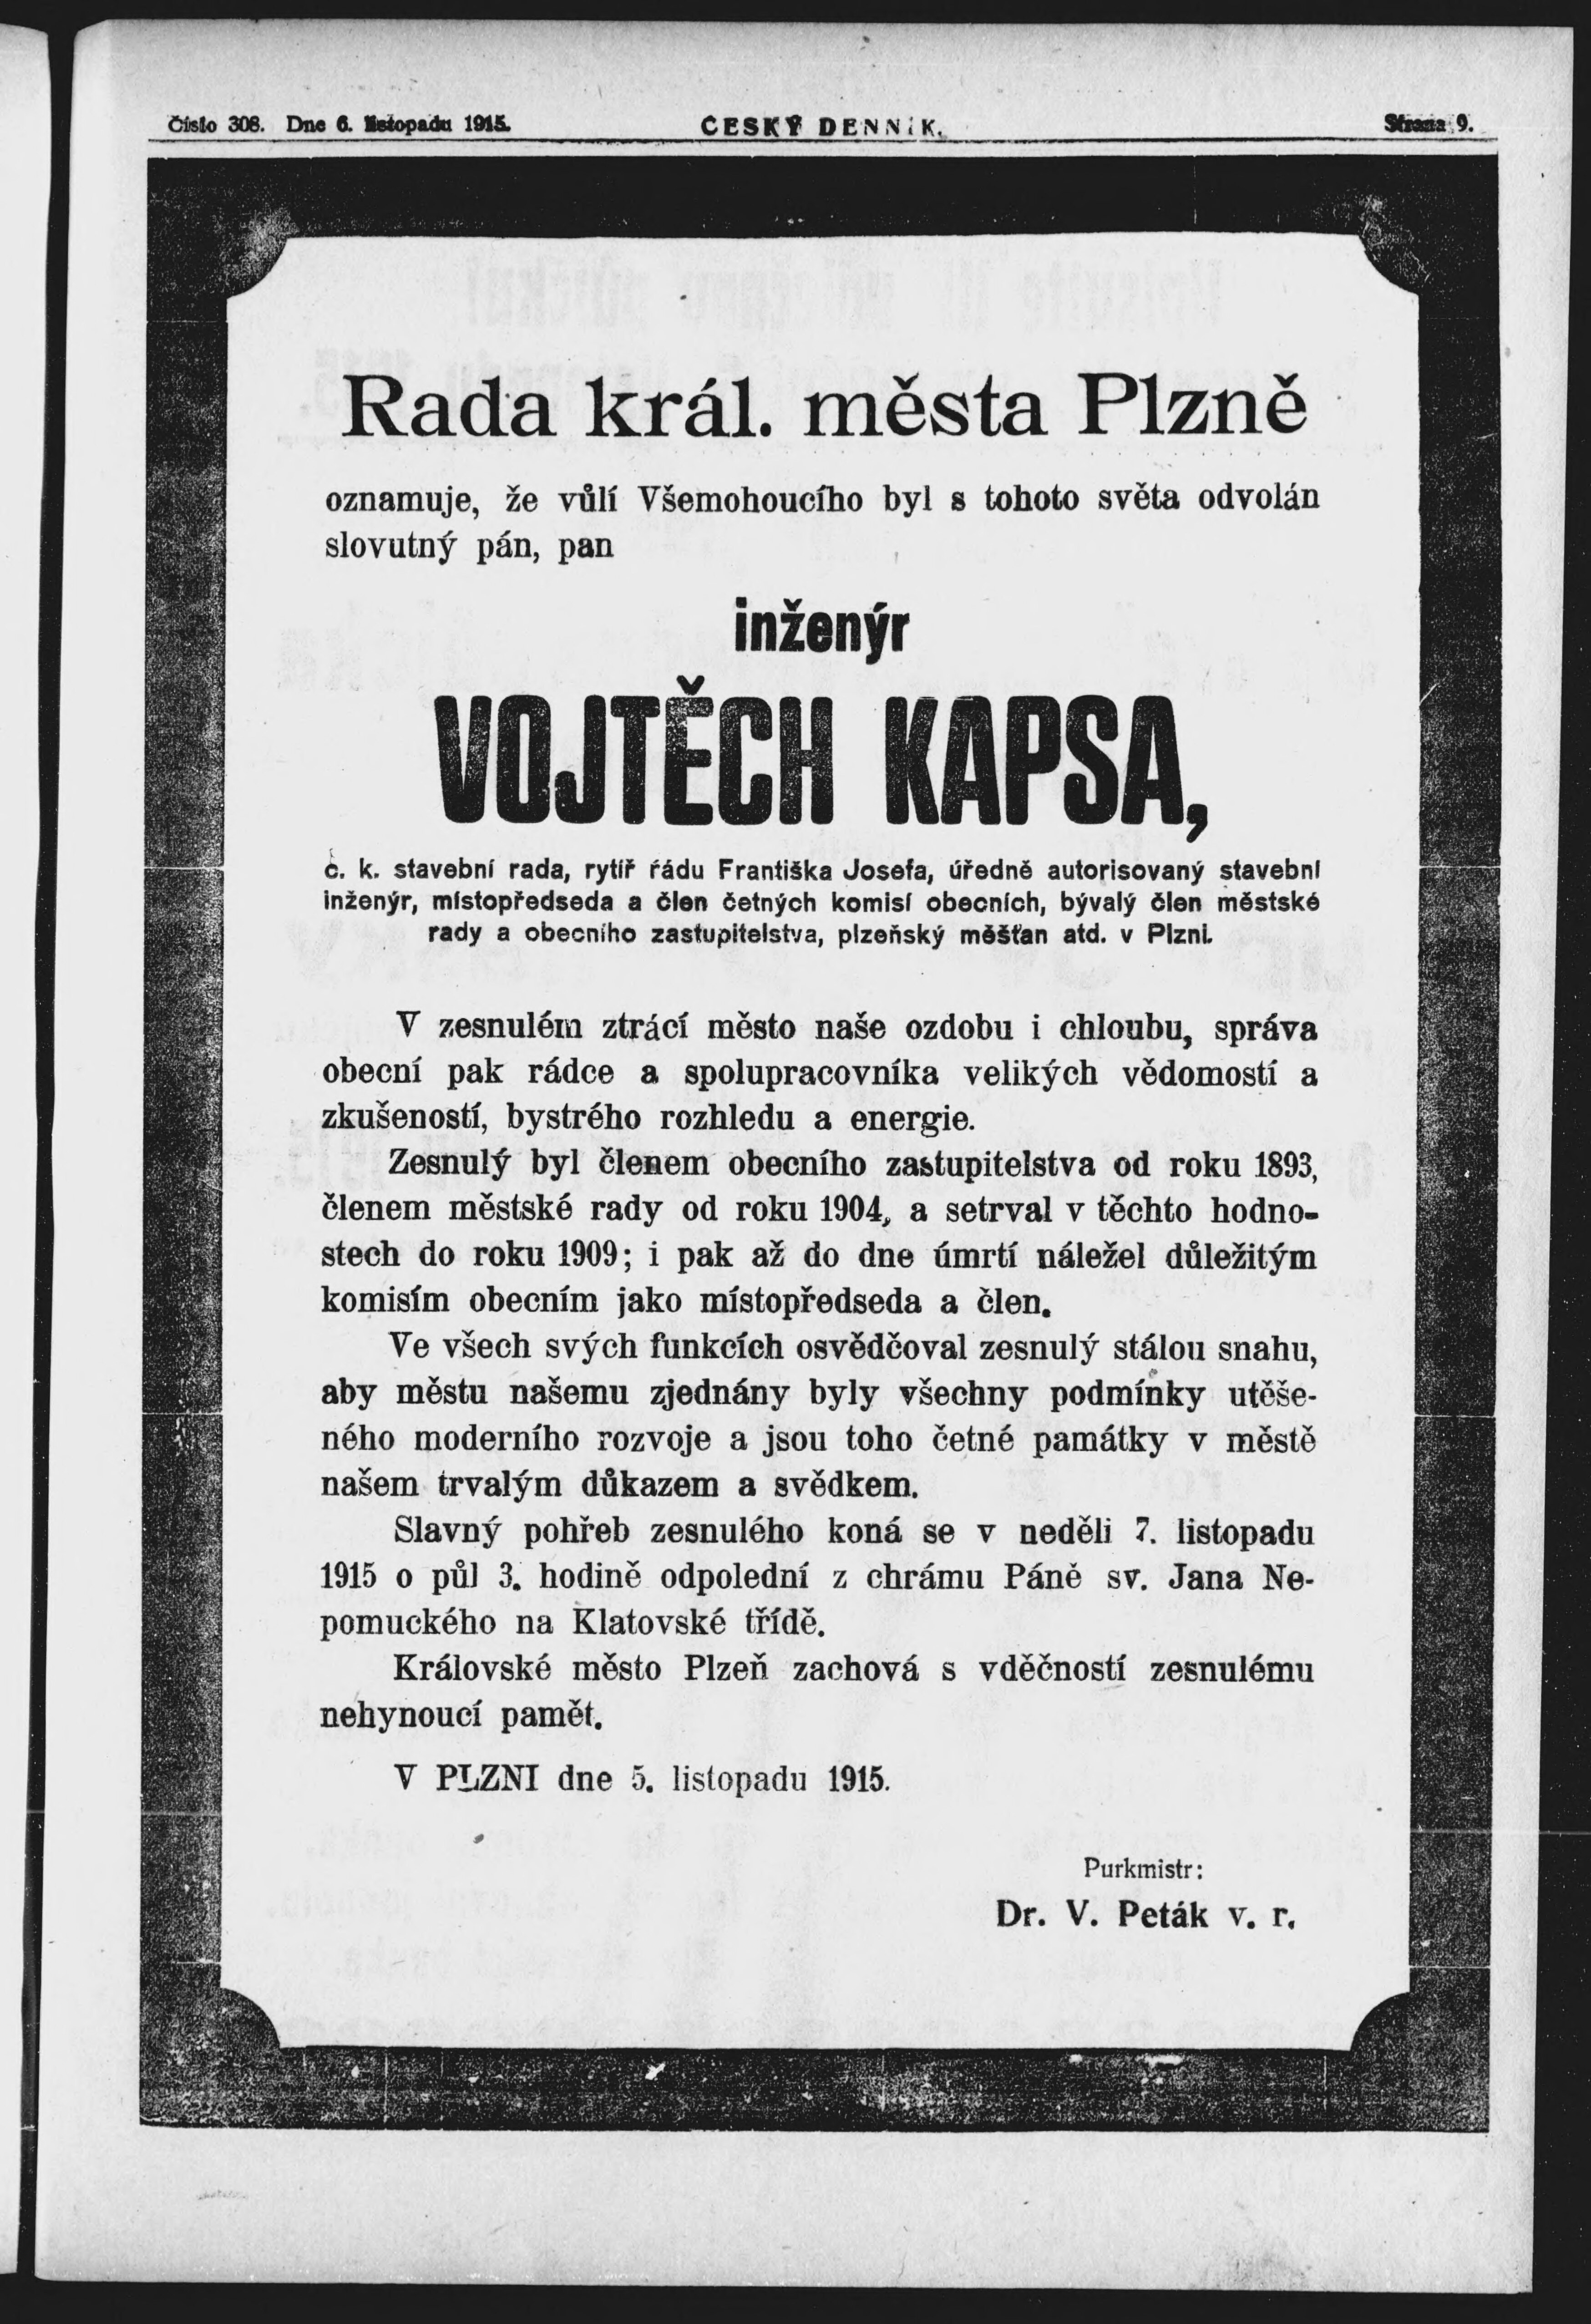 Číslo 308. Dne 6. listopadu 1915. ČESKÝ DENNÍK. Strana 9.
Rada král. města Plzně
oznamuje, že vůlí Všemohoucího byl s tohoto světa odvolán
slovutný pán, pan
inženýr
VOJTĚCH KAPSA,
c. k. stavební rada, rytíř řádu Františka Josefa, úředně autorisovaný stavební
inženýr, místopředseda a člen četných komisí obecních, bývalý člen městské
rady a obecního zastupitelstva, plzeňský měšťan atd. v Plzni.
V zesnulém ztrácí město naše ozdobu i chloubu, správa
obecní pak rádce a spolupracovníka velikých vědomostí a
zkušeností, bystrého rozhledu a energie.
Zesnulý byl členem obecního zastupitelstva od roku 1893,
členem městské rady od roku 1904, a setrval v těchto hodno-
stech do roku 1909; i pak až do dne úmrtí náležel důležitým
komisím obecním jako místopředseda a člen.
Ve všech svých funkcích osvědčoval zesnulý stálou snahu,
aby městu našemu zjednány byly všechny podmínky utěše-
ného moderního rozvoje a jsou toho četné památky v městě
našem trvalým důkazem a svědkem.
Slavný pohřeb zesnulého koná se v neděli 7. listopadu
1915 o půl 3. hodině odpolední z chrámu Páně sv. Jana Ne-
pomuckého na Klatovské třídě.
Královské město Plzeň zachová s vděčností zesnulému
nehynoucí pamět.
V PLZNI dne 5. listopadu 1915.
Purkmistr:
Dr. V. Peták v. r.